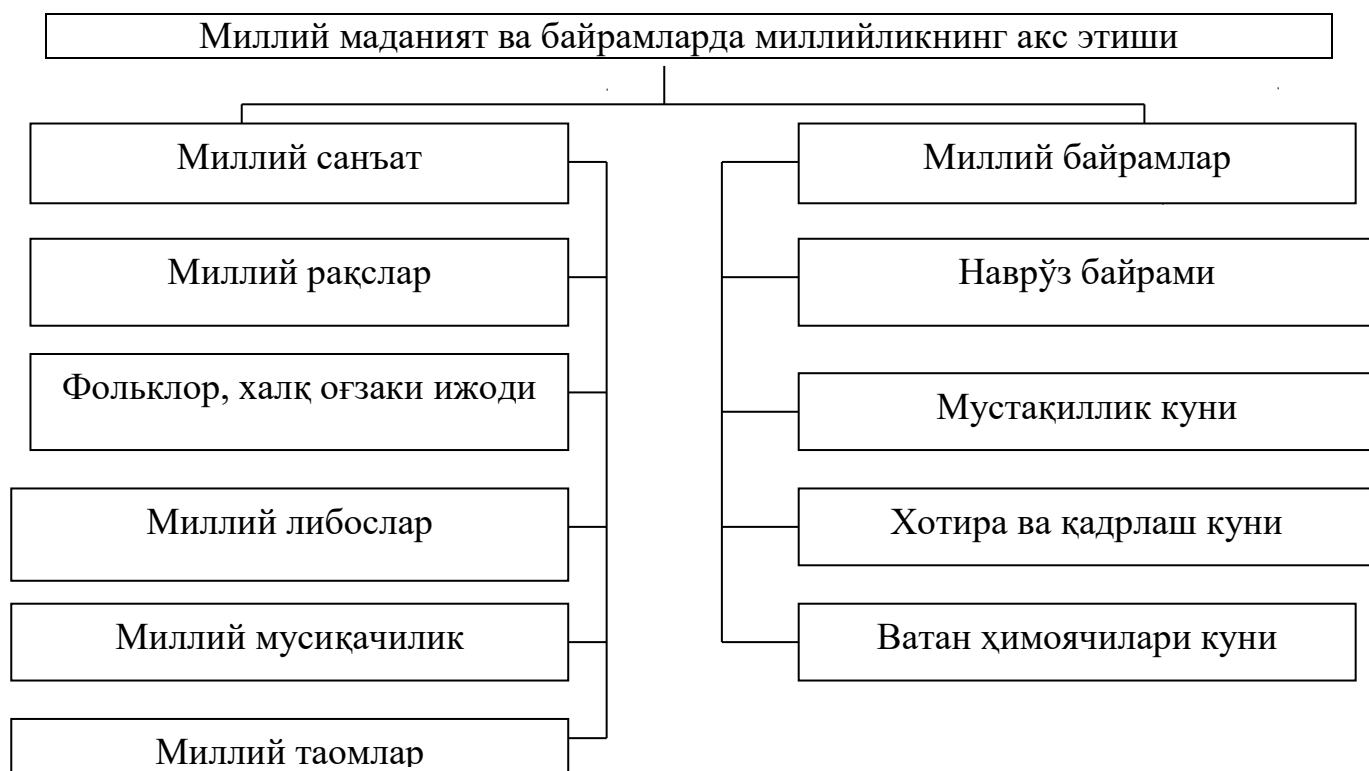 Миллий маданият ва байрамларда миллийликнинг акс этиши
Миллий санъат
Миллий рақслар
Фольклор, халқ оғзаки ижоди
Миллий либослар
Миллий мусиқачилик
Миллий таомлар
Миллий байрамлар
Наврўз байрами
Мустақиллик куни
Хотира ва қадрлаш куни
Ватан ҳимоячилари куни